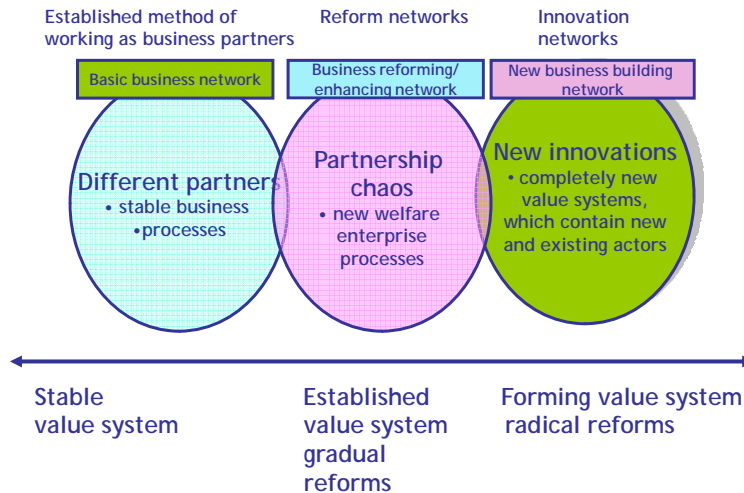 Established method of
working as business partners
Reform networks
Innovation
networks
Basic business network
Business reforming/
enhancing network
New business building
network
Different partners
• stable business
•processes
Partnership
chaos
• new welfare
enterprise
processes
New innovations
• completely new
value systems,
which contain new
and existing actors
Stable
value system
Established
value system
gradual
reforms
Forming value system
radical reforms